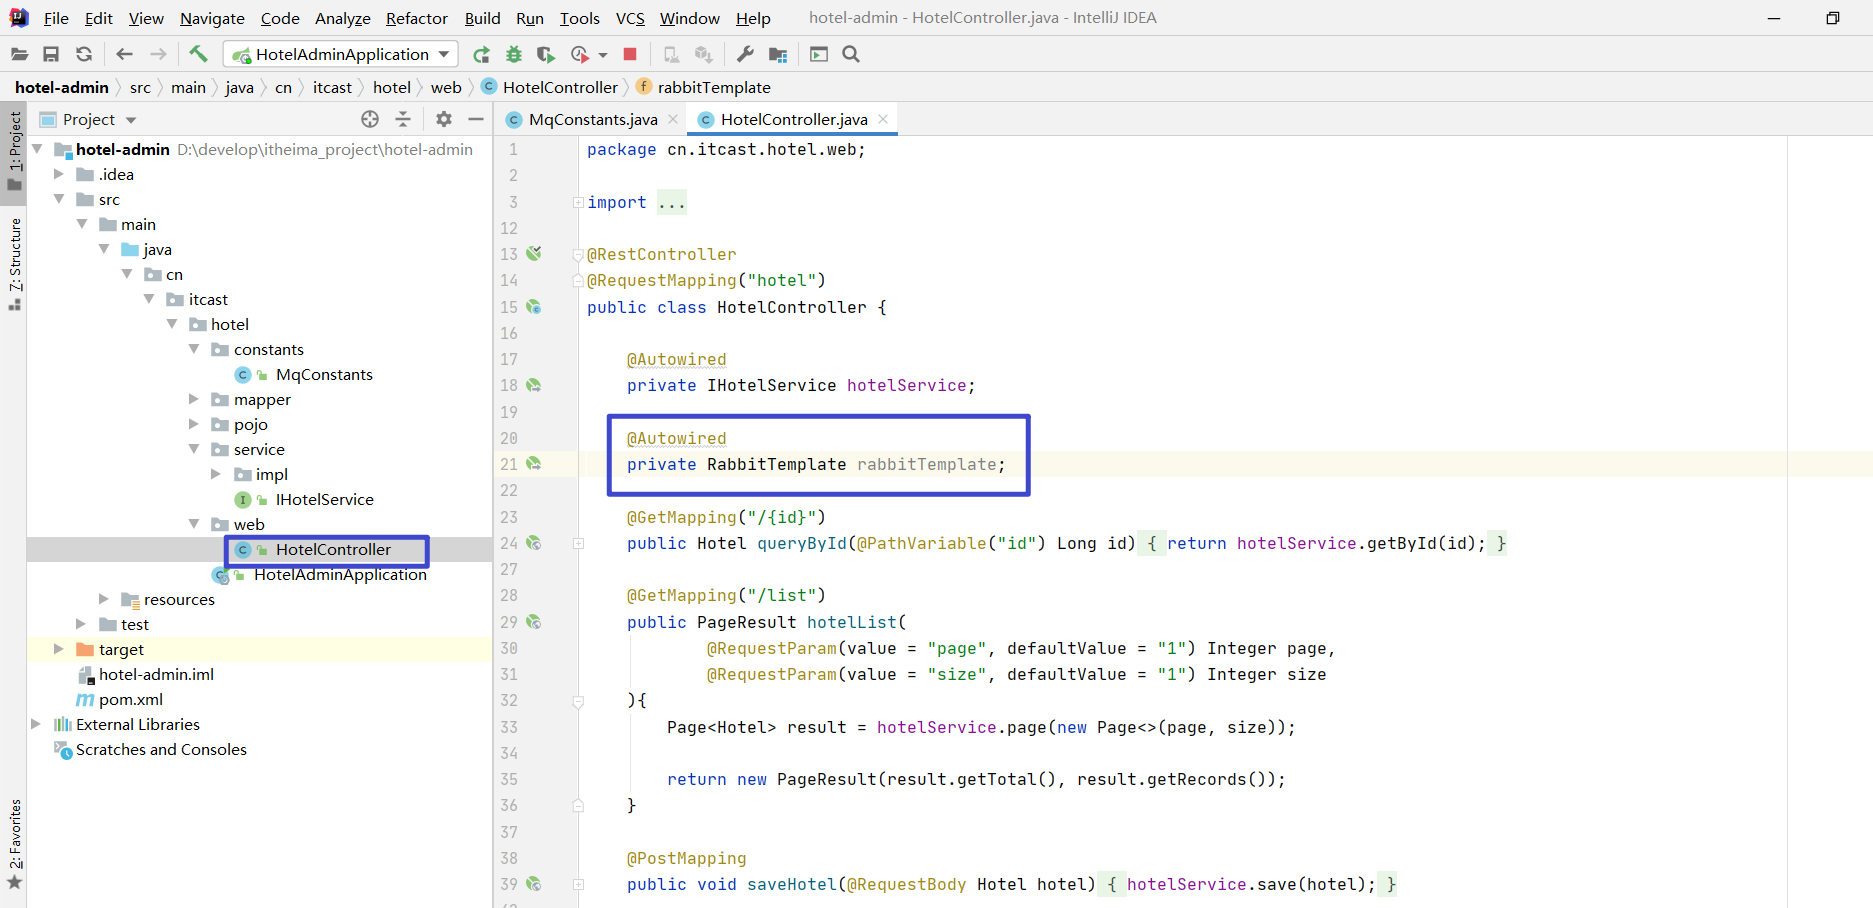 File Edit View Navigate Code Analyze Refactor Build Run Tools VCS Window Help hotel-admin - HotelController.java - IntelliJ IDEA
HotelAdminApplication
hotel-admin src main java cn itcast hotel web HotelController rabbitTemplate
1: Project
7: Structure
2: Favorites
Project
hotel-admin D:\develop\itheima_project\hotel-admin
.idea
src
main
java
cn
itcast
hotel
constants
MqConstants
mapper
pojo
service
impl
IHotelService
web
HotelController
HotelAdminApplication
resources
test
target
hotel-admin.iml
pom.xml
External Libraries
Scratches and Consoles
MqConstants.java HotelController.java
1 package cn.itcast.hotel.web;
2
3 import ...
12
13 @RestController
14 @RequestMapping("hotel")
15 public class HotelController {
16
17 @Autowired
18 private IHotelService hotelService;
19
20 @Autowired
21 private RabbitTemplate rabbitTemplate;
22
23 @GetMapping("/{id}")
24 public Hotel queryById(@PathVariable("id") Long id) { return hotelService.getById(id); }
27
28 @GetMapping("/list")
29 public PageResult hotelList(
30 @RequestParam(value = "page", defaultValue = "1") Integer page,
31 @RequestParam(value = "size", defaultValue = "1") Integer size
32 ){
33 Page<Hotel> result = hotelService.page(new Page<>(page, size));
34
35 return new PageResult(result.getTotal(), result.getRecords());
36 }
37
38 @PostMapping
39 public void saveHotel(@RequestBody Hotel hotel) { hotelService.save(hotel); }